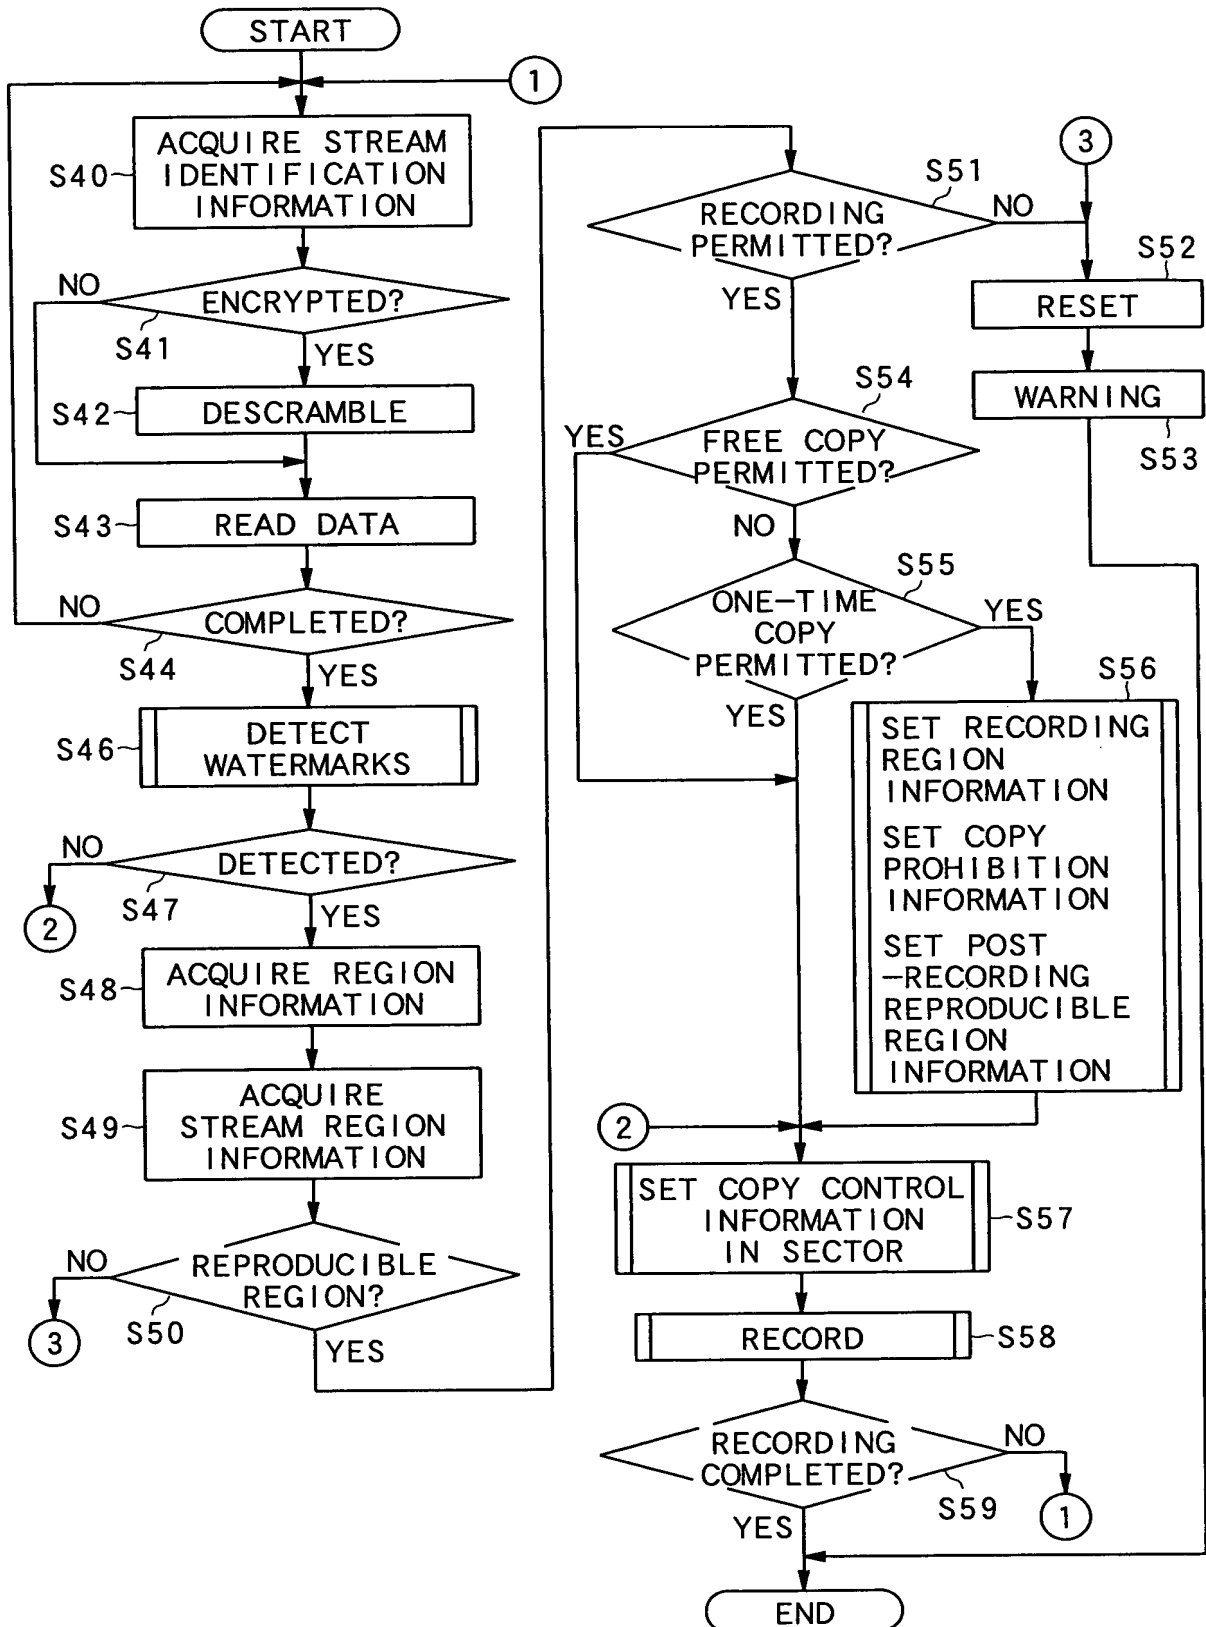 START
1
ACQUIRE STREAM
IDENTIFICATION
INFORMATION
S40
NO
ENCRYPTED?
S41
YES
S42
DESCRAMBLE
S43
READ DATA
NO
COMPLETED?
S44
YES
S46
DETECT
WATERMARKS
NO
DETECTED?
S47
YES
2
S48
ACQUIRE REGION
INFORMATION
S49
ACQUIRE
STREAM REGION
INFORMATION
NO
REPRODUCIBLE
REGION?
S50
YES
3
3
S51
RECORDING
PERMITTED?
NO
YES
S52
RESET
WARNING
S53
S54
YES
FREE COPY
PERMITTED?
NO
S55
ONE-TIME
COPY
PERMITTED?
YES
YES
S56
SET RECORDING
REGION
INFORMATION
SET COPY
PROHIBITION
INFORMATION
SET POST
-RECORDING
REPRODUCIBLE
REGION
INFORMATION
2
SET COPY CONTROL
INFORMATION
IN SECTOR
S57
RECORD
S58
RECORDING
COMPLETED?
NO
S59
1
YES
END